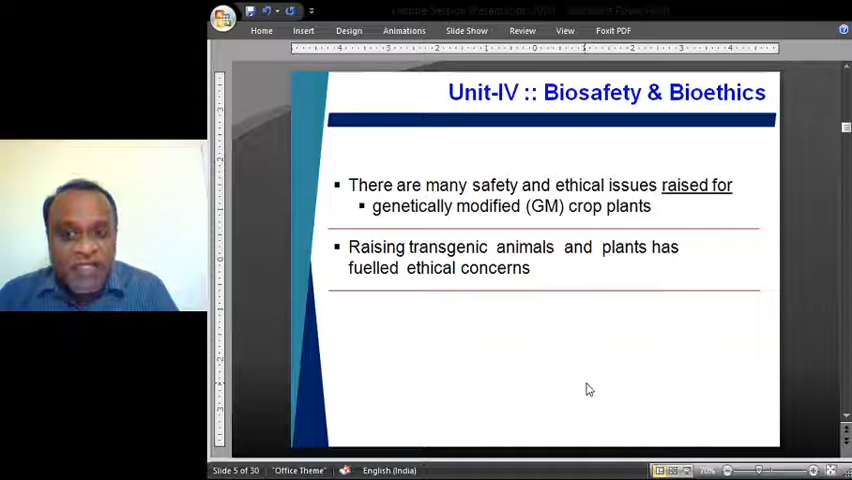 Home Insert Design Animations Slide Show Review View Foxit PDF
Unit-IV :: Biosafety & Bioethics
▪ There are many safety and ethical issues raised for
▪ genetically modified (GM) crop plants
▪ Raising transgenic animals and plants has
fuelled ethical concerns
Slide 5 of 30 "Office Theme" English (India) 70%